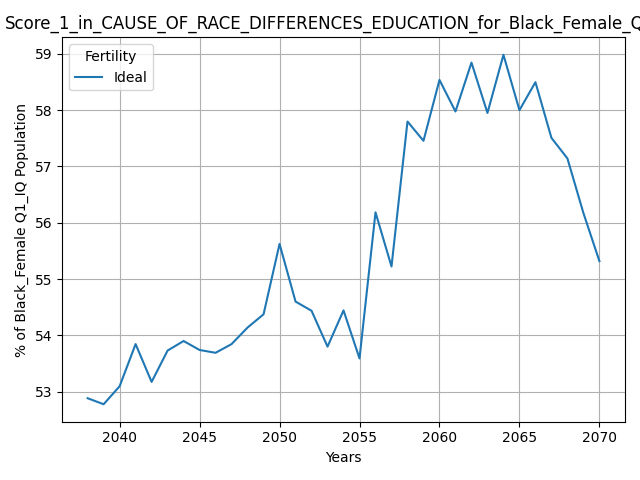 Score_1_in_CAUSE_OF_RACE_DIFFERENCES_EDUCATION_for_Black_Female_Q
Fertility
Ideal
% of Black_Female Q1_IQ Population
59
58
57
56
55
54
53
2040
2045
2050
2055
2060
2065
2070
Years